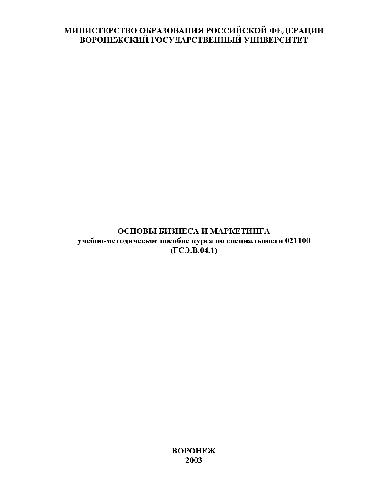 МИНИСТЕРСТВО ОБРАЗОВАНИЯ РОССИЙСКОЙ ФЕДЕРАЦИИ
ВОРОНЕЖСКИЙ ГОСУДАРСТВЕННЫЙ УНИВЕРСИТЕТ
ОСНОВЫ БИЗНЕСА И МАРКЕТИНГА
учебно-методическое пособие курса по специальности 021100
(ГСЭ.В.04.1)
ВОРОНЕЖ
2003